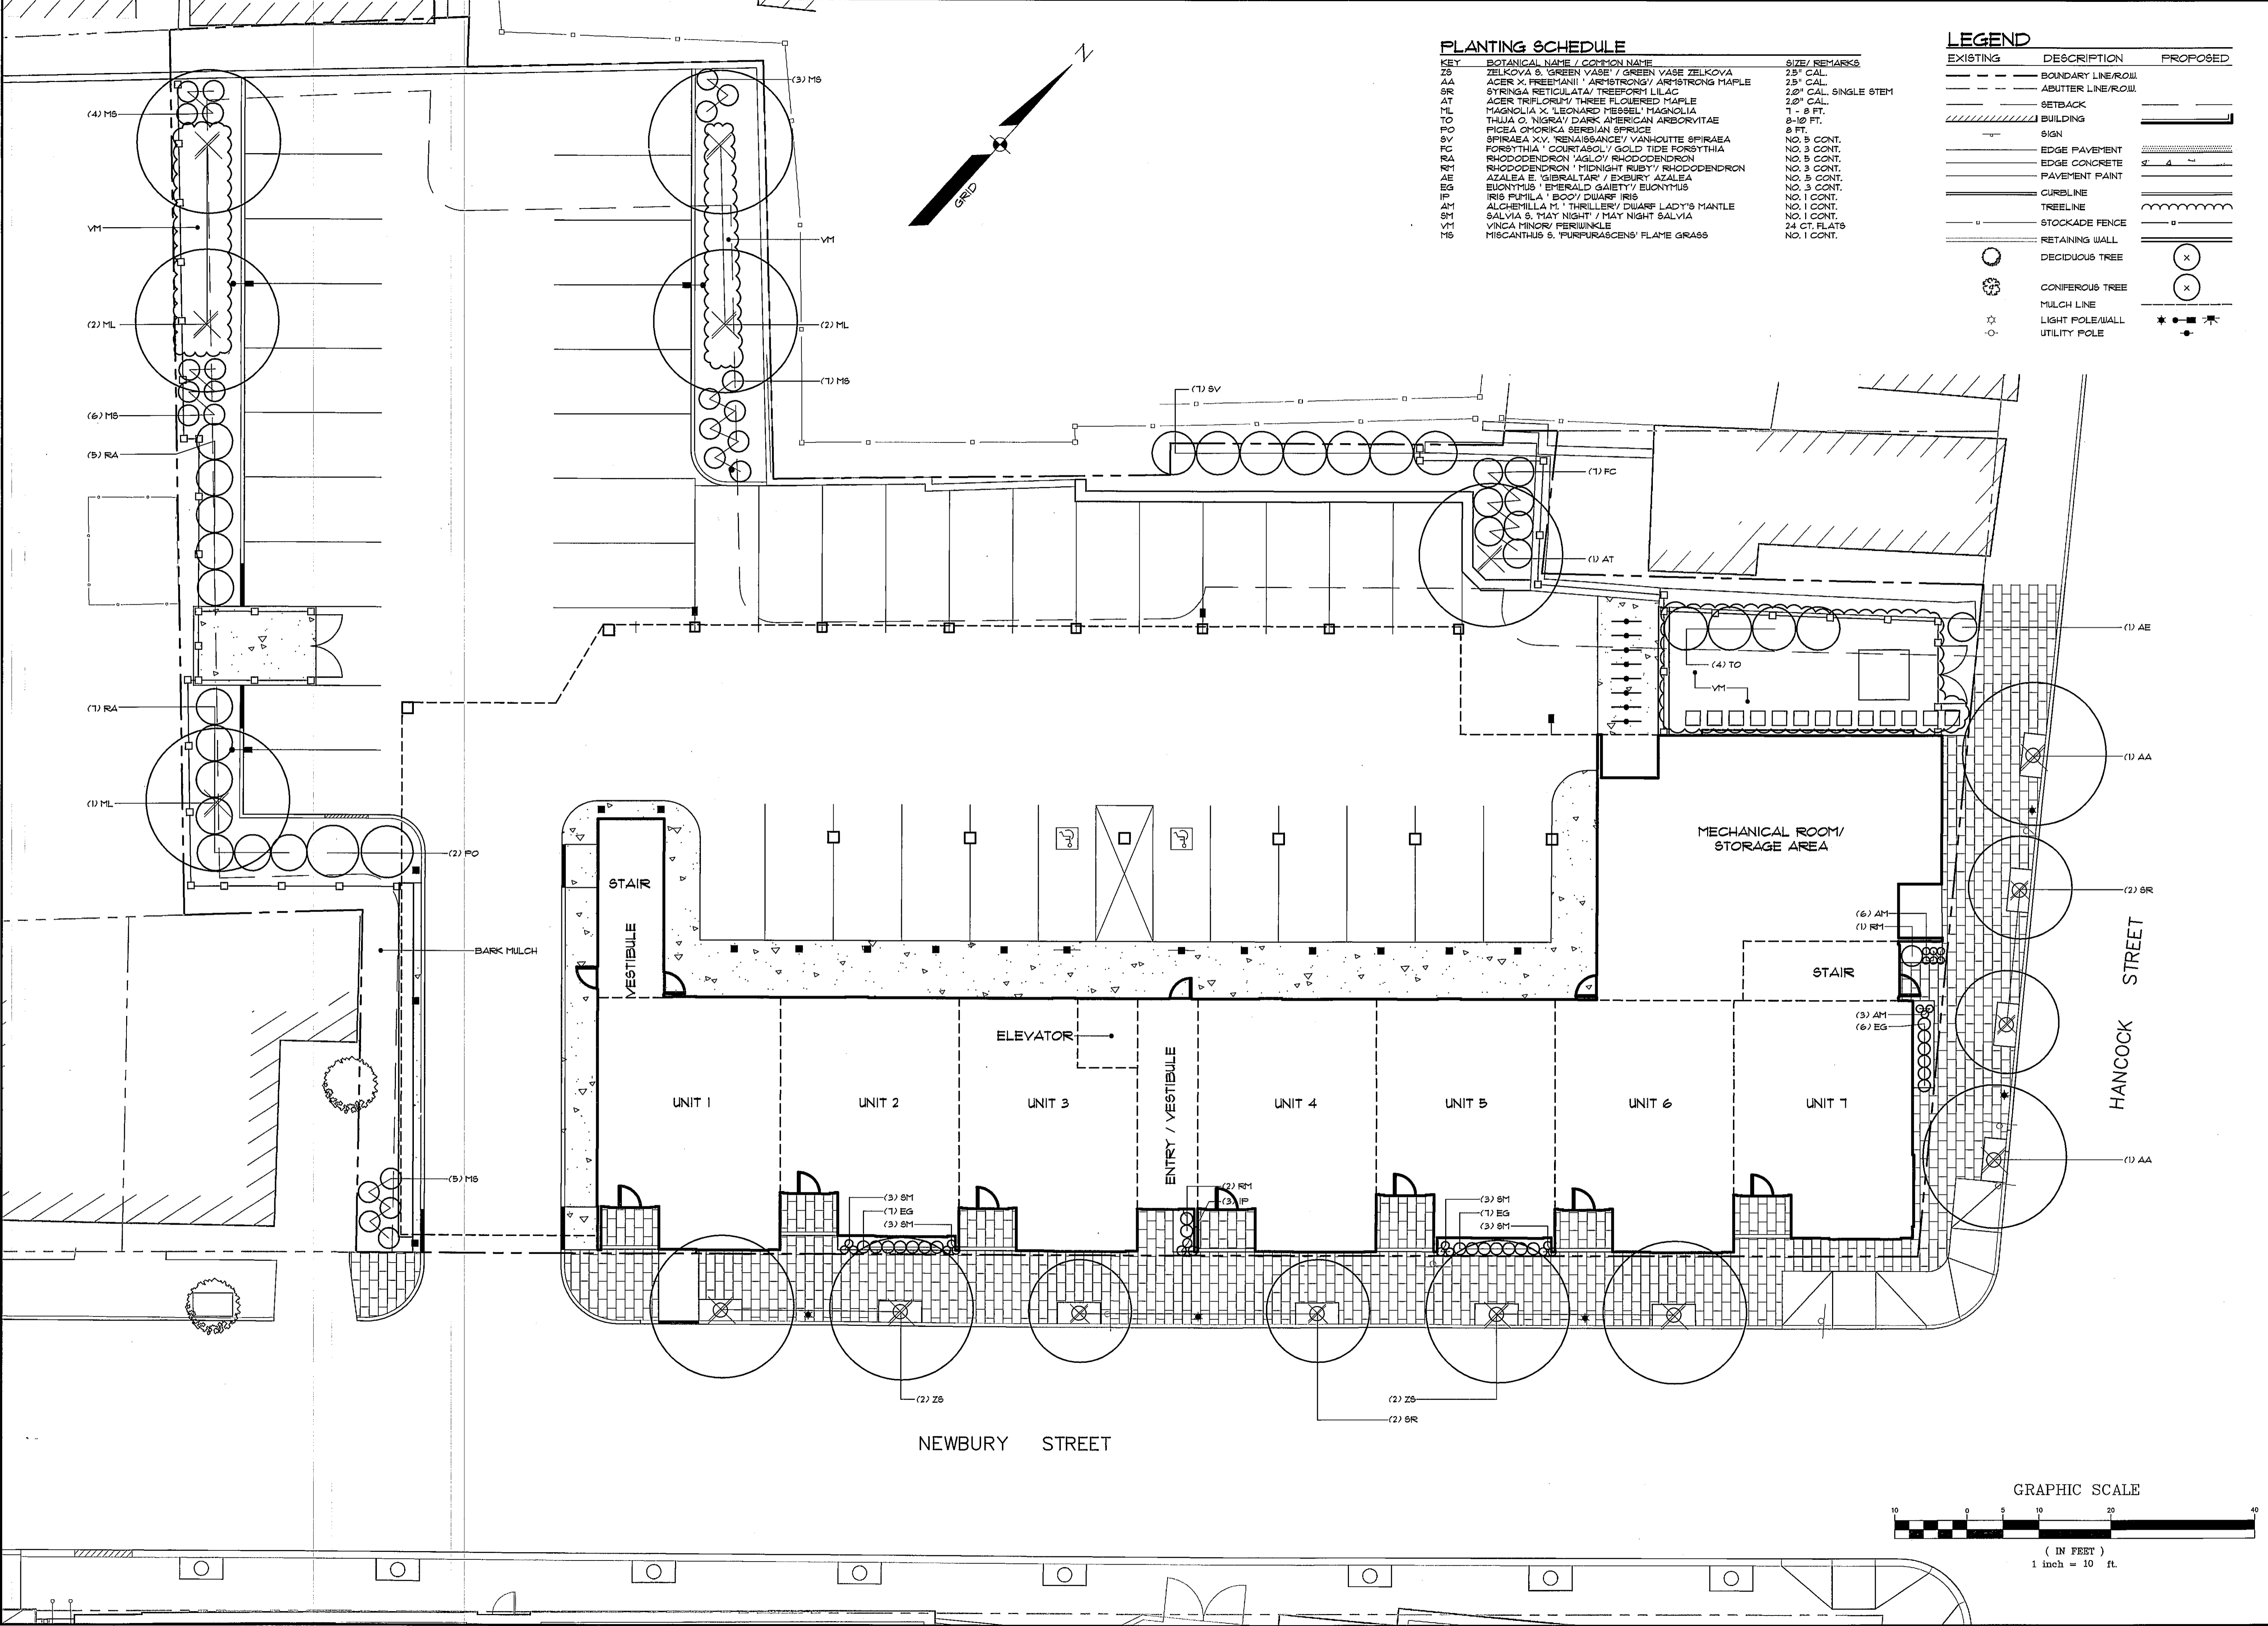 PLANTING SCHEDULE
KEY BOTANICAL NAME / COMMON NAME SIZE/ REMARKS
ZS ZELKOVA S. 'GREEN VASE' / GREEN VASE ZELKOVA 2.5" CAL.
AA ACER X. FREEMANII ' ARMSTRONG'/ ARMSTRONG MAPLE 2.5" CAL.
SR SYRINGA RETICULATA/ TREEFORM LILAC 2.0" CAL. SINGLE STEM
AT ACER TRIFLORUM/ THREE FLOWERED MAPLE 2.0" CAL.
ML MAGNOLIA X. 'LEONARD MESSEL' MAGNOLIA 7 - 8 FT.
TO THUJA O. 'NIGRA'/ DARK AMERICAN ARBORVITAE 8-10 FT.
PO PICEA OMORIKA SERBIAN SPRUCE 8 FT.
SV SPIRAEA X.V. 'RENAISSANCE'/ VANHOUTTE SPIRAEA NO. 5 CONT.
FC FORSYTHIA ' COURTASOL'/ GOLD TIDE FORSYTHIA NO. 3 CONT.
RA RHODODENDRON 'AGLO'/ RHODODENDRON NO. 5 CONT.
RM RHODODENDRON ' MIDNIGHT RUBY'/ RHODODENDRON NO. 3 CONT.
AE AZALEA E. 'GIBRALTAR' / EXBURY AZALEA NO. 5 CONT.
EG EUONYMUS ' EMERALD GAIETY'/ EUONYMUS NO. 3 CONT.
IP IRIS PUMILA ' BOO'/ DWARF IRIS NO. 1 CONT.
AM ALCHEMILLA M. ' THRILLER'/ DWARF LADY'S MANTLE NO. 1 CONT.
SM SALVIA S. MAY NIGHT' / MAY NIGHT SALVIA NO. 1 CONT.
VM VINCA MINOR/ PERIWINKLE 24 CT. FLATS
MS MISCANTHUS S. 'PURPURASCENS' FLAME GRASS NO. 1 CONT.
LEGEND
EXISTING DESCRIPTION PROPOSED
BOUNDARY LINE/R.O.W.
ABUTTER LINE/R.O.W.
SETBACK
BUILDING
SIGN
EDGE PAVEMENT
EDGE CONCRETE
PAVEMENT PAINT
CURBLINE
TREELINE
STOCKADE FENCE
RETAINING WALL
DECIDUOUS TREE
CONIFEROUS TREE
MULCH LINE
LIGHT POLE/WALL
UTILITY POLE
N
GRID
(3) MS
(4) MS
VM
VM
(2) ML
(2) ML
(7) MS
(7) SV
(6) MS
(5) RA
(7) FC
(1) AT
(1) AE
(4) TO
VM
(7) RA
(1) AA
(1) ML
MECHANICAL ROOM/
STORAGE AREA
(2) PO
STAIR
(2) SR
(6) AM
(1) RM
VESTIBULE
BARK MULCH
STAIR
(3) AM
(6) EG
ELEVATOR
HANCOCK STREET
UNIT 1
UNIT 2
UNIT 3
ENTRY / VESTIBULE
UNIT 4
UNIT 5
UNIT 6
UNIT 7
(1) AA
(5) MS
(2) RM
(3) IP
(3) SM
(7) EG
(3) SM
(3) SM
(7) EG
(3) SM
(2) ZS
(2) ZS
(2) SR
NEWBURY STREET
GRAPHIC SCALE
10 0 5 10 20 40
( IN FEET )
1 inch = 10 ft.